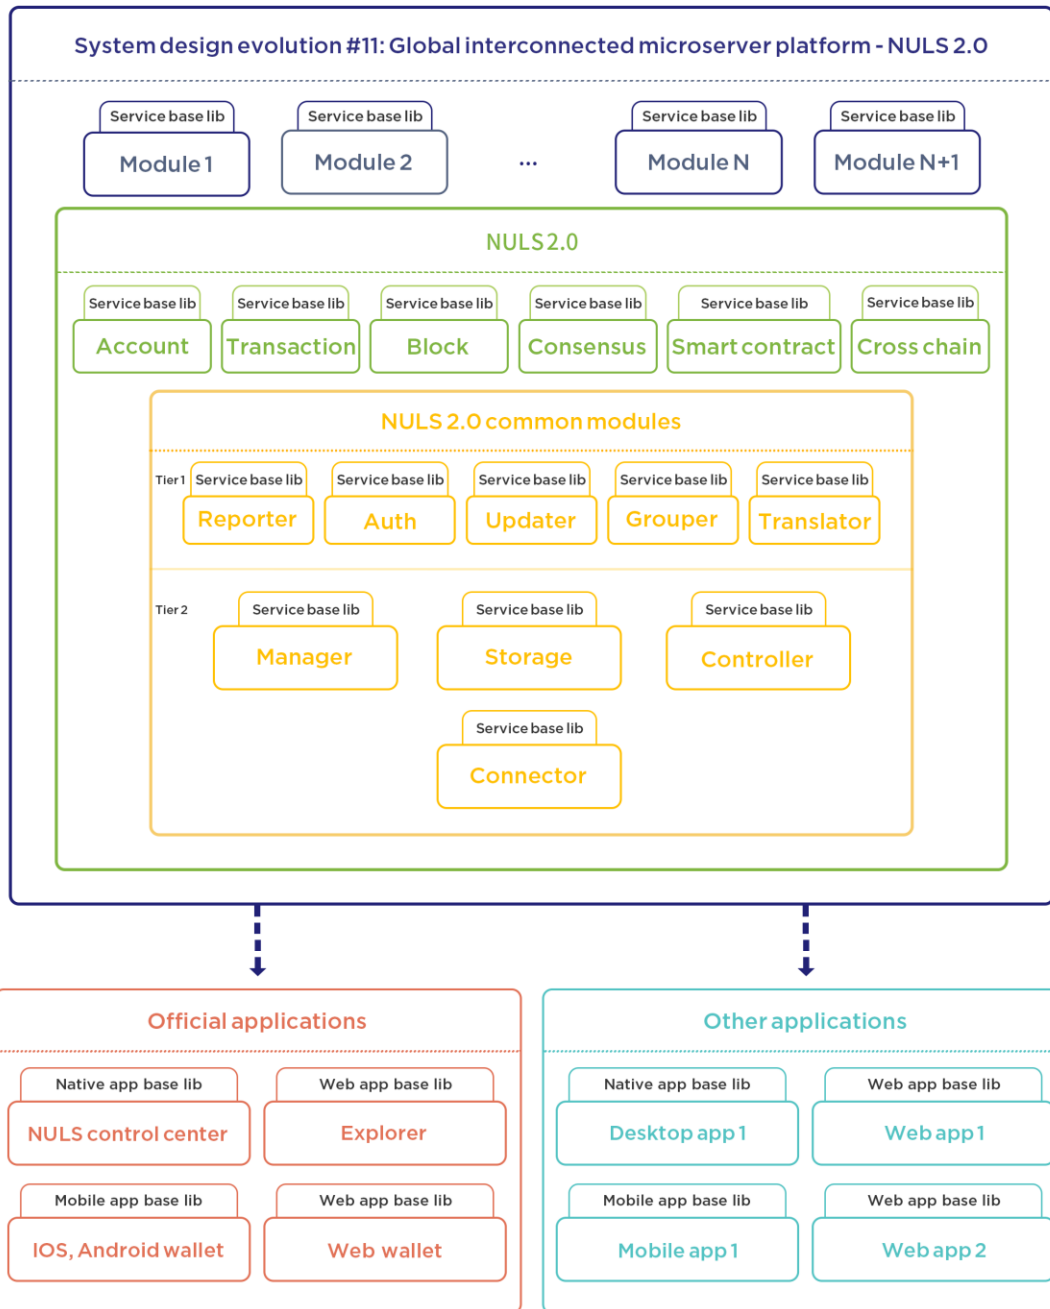 System design evolution #11: Global interconnected microserver platform - NULS 2.0
Service base lib Service base lib Service base lib Service base lib
Module 1 Module 2 ... Module N Module N+1
NULS 2.0
Service base lib Service base lib Service base lib Service base lib Service base lib Service base lib
Account Transaction Block Consensus Smart contract Cross chain
NULS 2.0 common modules
Tier 1 Service base lib Service base lib Service base lib Service base lib Service base lib
Reporter Auth Updater Grouper Translator
Tier 2 Service base lib Service base lib Service base lib
Manager Storage Controller
Service base lib
Connector
Official applications Other applications
Native app base lib Web app base lib Native app base lib Web app base lib
NULS control center Explorer Desktop app 1 Web app 1
Mobile app base lib Web app base lib Mobile app base lib Web app base lib
IOS, Android wallet Web wallet Mobile app 1 Web app 2